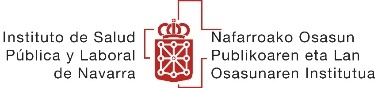 Instituto de Salud
Pública y Laboral
de Navarra
Nafarroako Osasun
Publikoaren eta Lan
Osasunaren Institutua